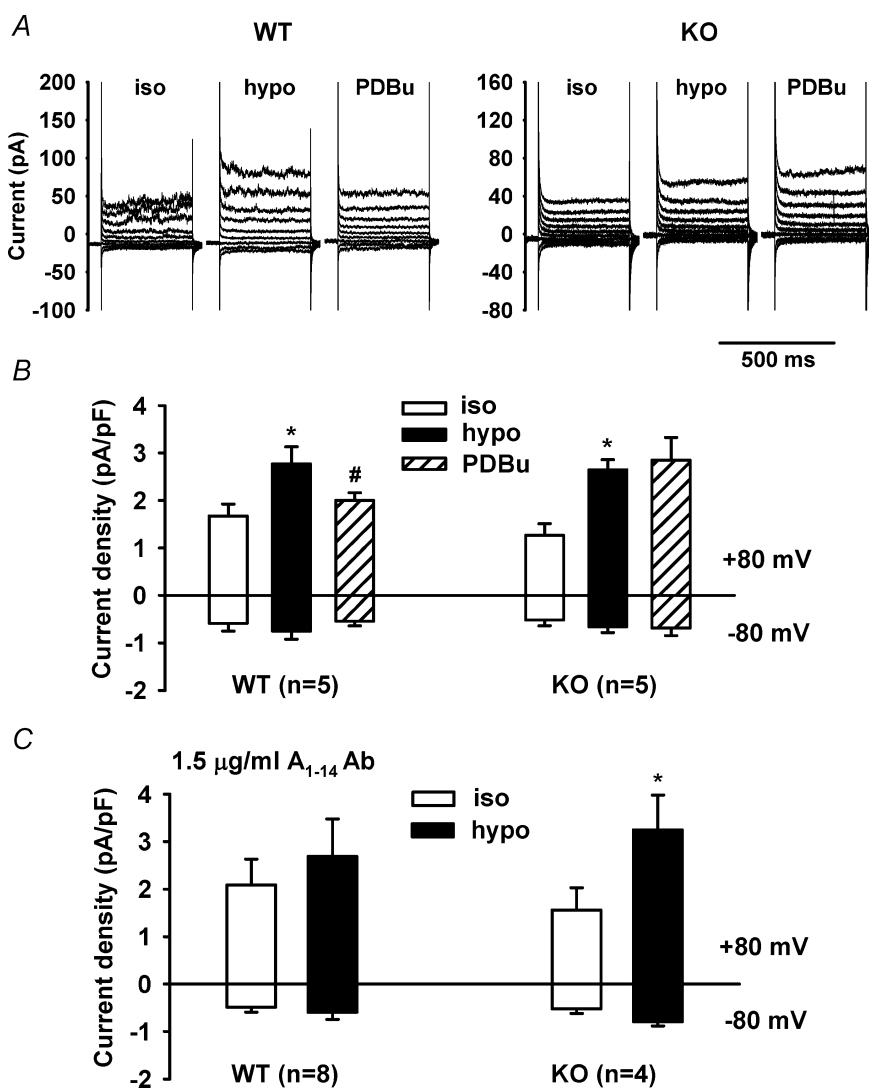 A
WT
KO
iso hypo PDBu
iso hypo PDBu
Current (pA)
200
150
100
50
0
-50
-100
160
120
80
40
0
-40
-80
500 ms
B
Current density (pA/pF)
4
3
2
1
0
-1
-2
iso
hypo
PDBu
*
#
*
+80 mV
-80 mV
WT (n=5)
KO (n=5)
C
1.5 μg/ml A1-14 Ab
Current density (pA/pF)
4
3
2
1
0
-1
-2
iso
hypo
*
+80 mV
-80 mV
WT (n=8)
KO (n=4)